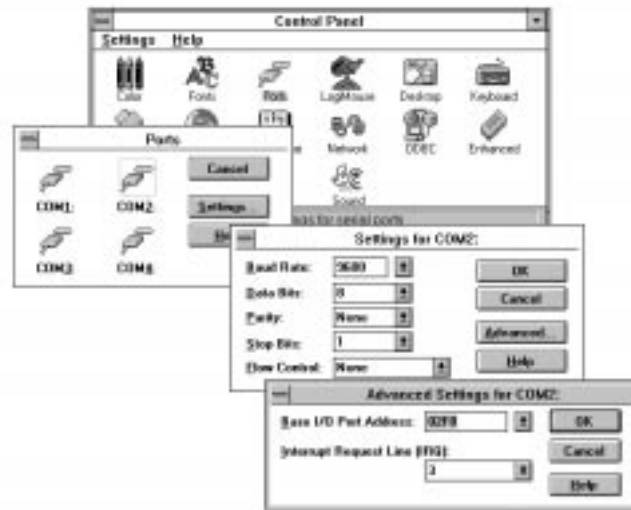 Control Panel
Settings Help
Color Fonts Ports LogiMouse Desktop Keyboard
Network ODBC Enhanced
Sound
for serial ports
Ports
Cancel
COM1: COM2:
Settings...
COM3: COM4:
Settings for COM2:
Baud Rate: 9600
OK
Data Bits: 8
Cancel
Parity: None
Advanced...
Stop Bits: 1
Help
Flow Control: None
Advanced Settings for COM2:
Base I/O Port Address: 02F8
OK
Interrupt Request Line (IRQ):
Cancel
3
Help